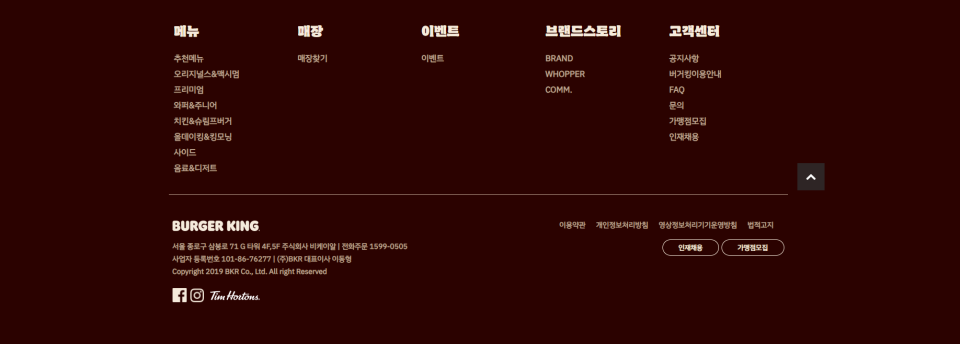 메뉴
추천메뉴
오리지널스&맥시멈
프리미엄
와퍼&주니어
치킨&슈림프버거
올데이킹&킹모닝
사이드
음료&디저트
매장
매장찾기
이벤트
이벤트
브랜드스토리
BRAND
WHOPPER
COMM.
고객센터
공지사항
버거킹이용안내
FAQ
문의
가맹점모집
인재채용
BURGER KING
이용약관 개인정보처리방침 영상정보처리기기운영방침 법적고지
서울 종로구 삼봉로 71 G 타워 4F,5F 주식회사 비케이알 | 전화주문 1599-0505
사업자 등록번호 101-86-76277 | (주)BKR 대표이사 이동형
Copyright 2019 BKR Co., Ltd. All right Reserved
인재채용 가맹점모집
Tim Hortons.